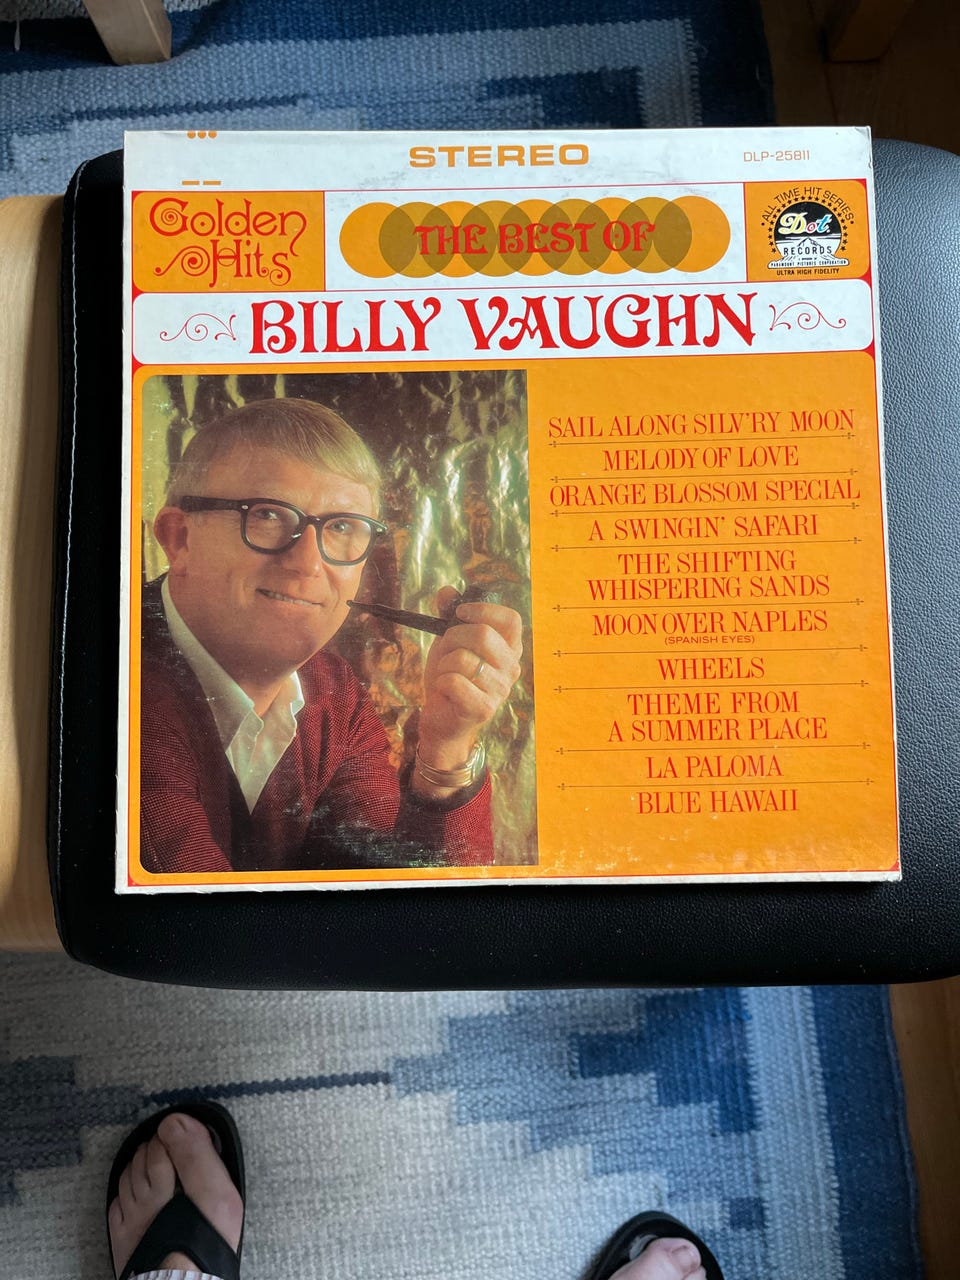 STEREO
DLP-25811
Golden
Hits
THE BEST OF
ALL TIME HIT SERIES
Dot
RECORDS
PARAMOUNT PICTURES CORPORATION
ULTRA HIGH FIDELITY
BILLY VAUGHN
SAIL ALONG SILV'RY MOON
MELODY OF LOVE
ORANGE BLOSSOM SPECIAL
A SWINGIN' SAFARI
THE SHIFTING
WHISPERING SANDS
MOON OVER NAPLES
(SPANISH EYES)
WHEELS
THEME FROM
A SUMMER PLACE
LA PALOMA
BLUE HAWAII